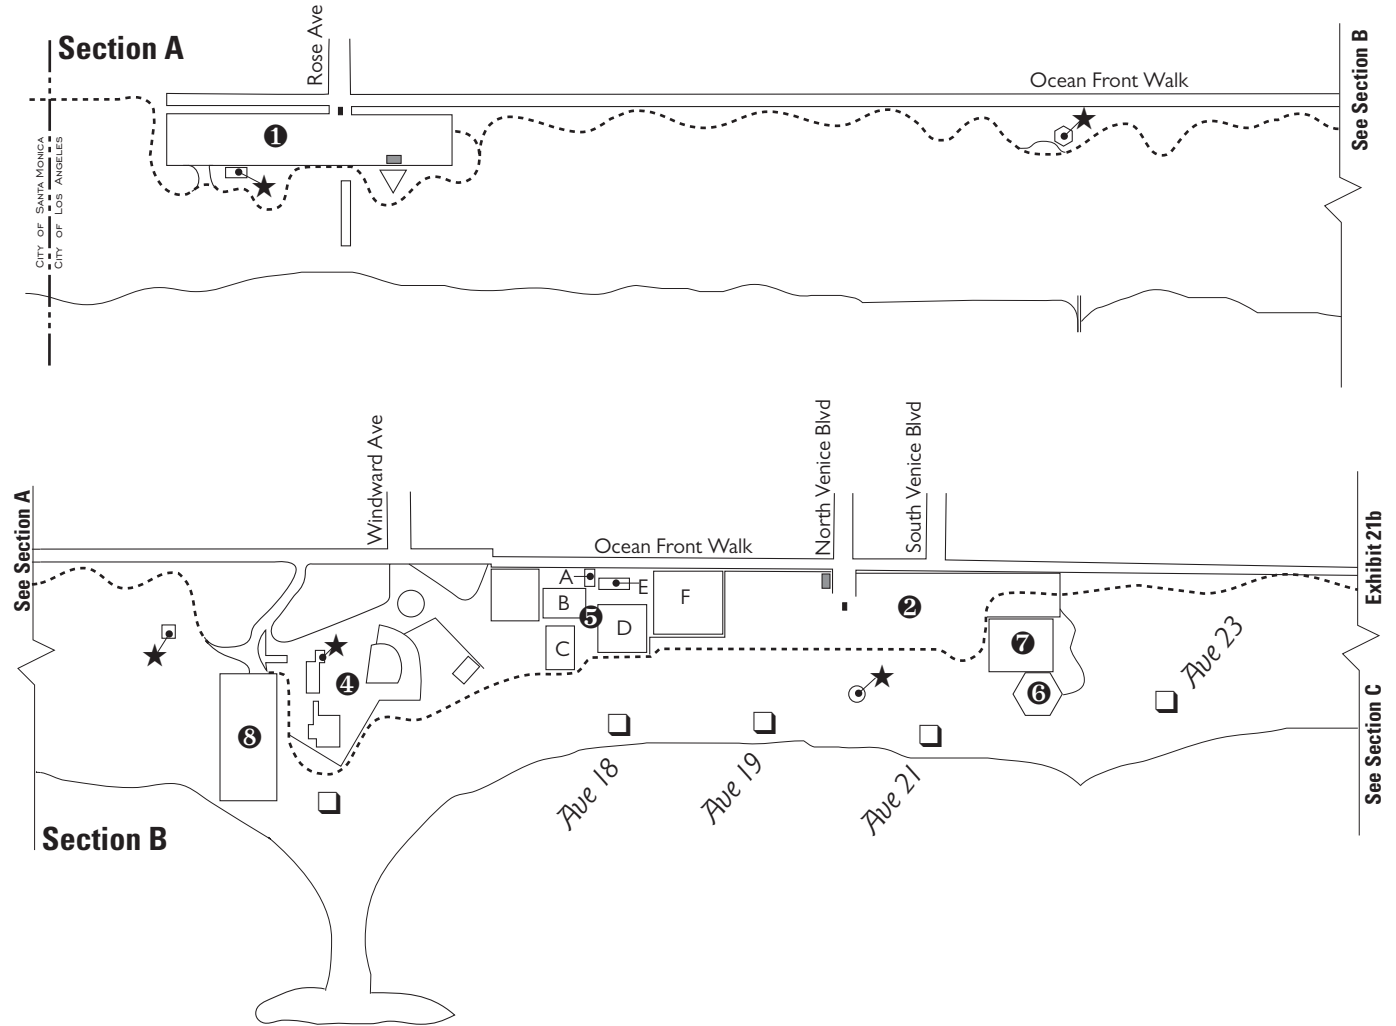 Section A
Rose Ave
Ocean Front Walk
See Section B
1
CITY OF SANTA MONICA
CITY OF LOS ANGELES
See Section A
Windward Ave
Ocean Front Walk
North Venice Blvd
South Venice Blvd
Exhibit 21b
A
E
B
5
F
2
D
C
7
Ave 23
4
6
8
See Section C
Ave 18
Ave 19
Ave 21
Section B